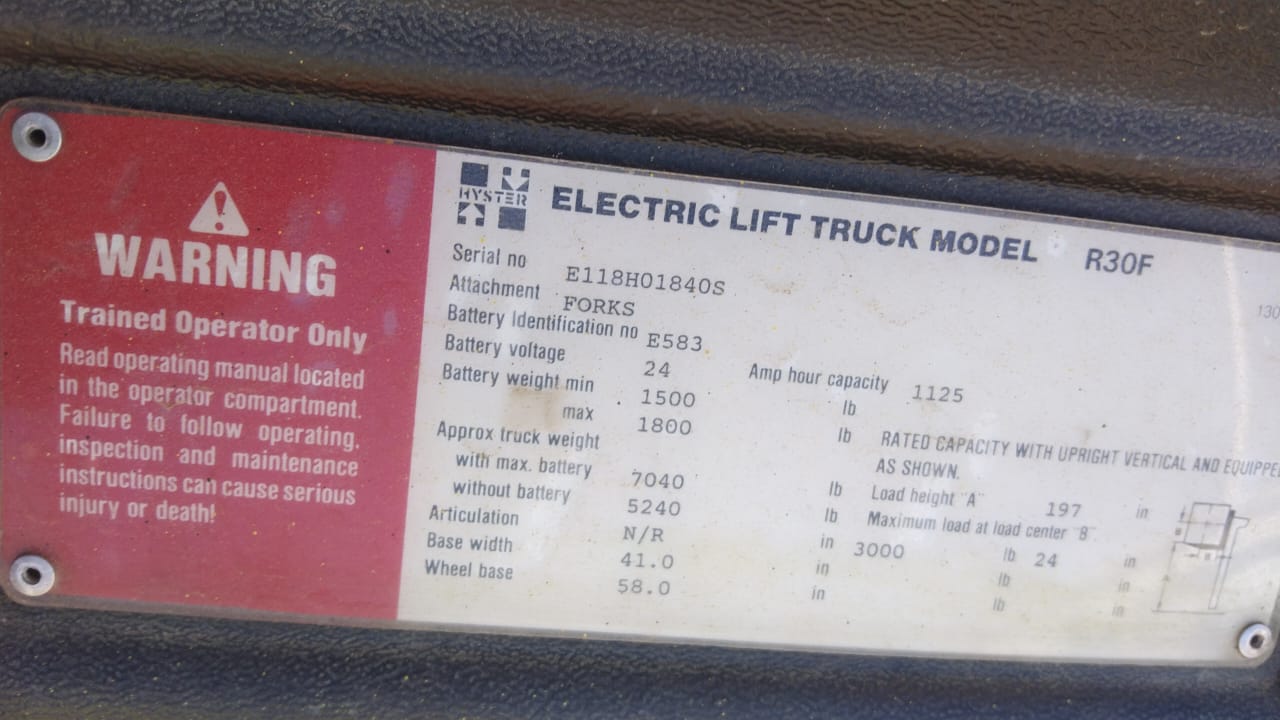 WARNING
Trained Operator Only
Read operating manual located
in the operator compartment.
Failure to follow operating,
inspection and maintenance
instructions can cause serious
injury or death!
HYSTER
ELECTRIC LIFT TRUCK MODEL R30F
Serial no E118H01840S
Attachment FORKS
Battery Identification no E583
Battery voltage 24 Amp hour capacity 1125
Battery weight min 1500 lb
max 1800 lb
RATED CAPACITY WITH UPRIGHT VERTICAL AND
AS SHOWN.
Approx truck weight
with max. battery 7040 lb
Load height "A" 197 in
without battery 5240 lb
Maximum load at load center "B"
Articulation N/R in 3000 lb 24 in
Base width 41.0 in lb in
Wheel base 58.0 in lb in